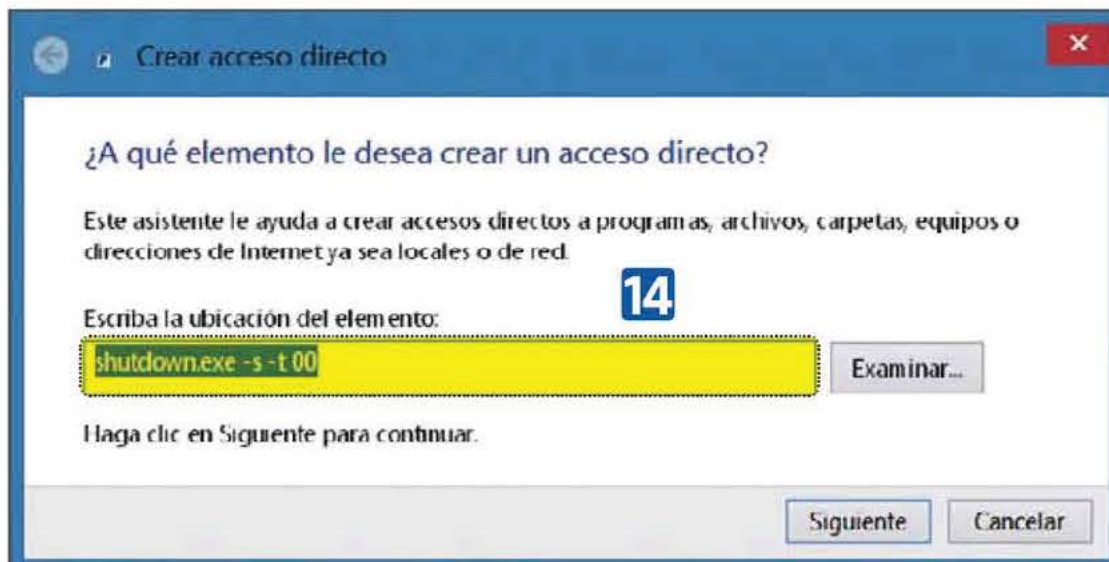 Crear acceso directo
¿A qué elemento le desea crear un acceso directo?
Este asistente le ayuda a crear accesos directos a programas, archivos, carpetas, equipos o
direcciones de Internet ya sea locales o de red.
14
Escriba la ubicación del elemento:
shutdown.exe -s -t 00
Examinar...
Haga clic en Siguiente para continuar.
Siguiente
Cancelar